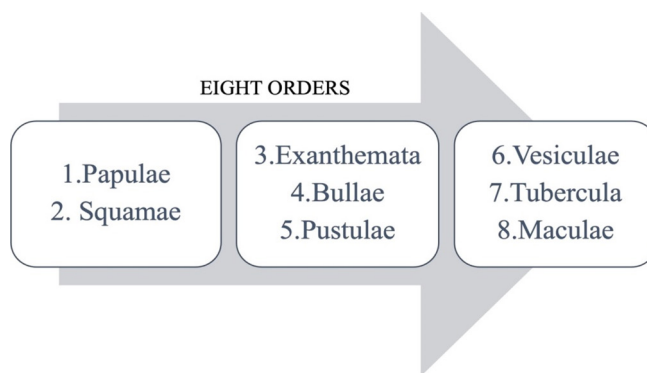 EIGHT ORDERS
1.Papulae
2. Squamae
3.Exanthemata
4.Bullae
5.Pustulae
6.Vesiculae
7.Tubercula
8.Maculae